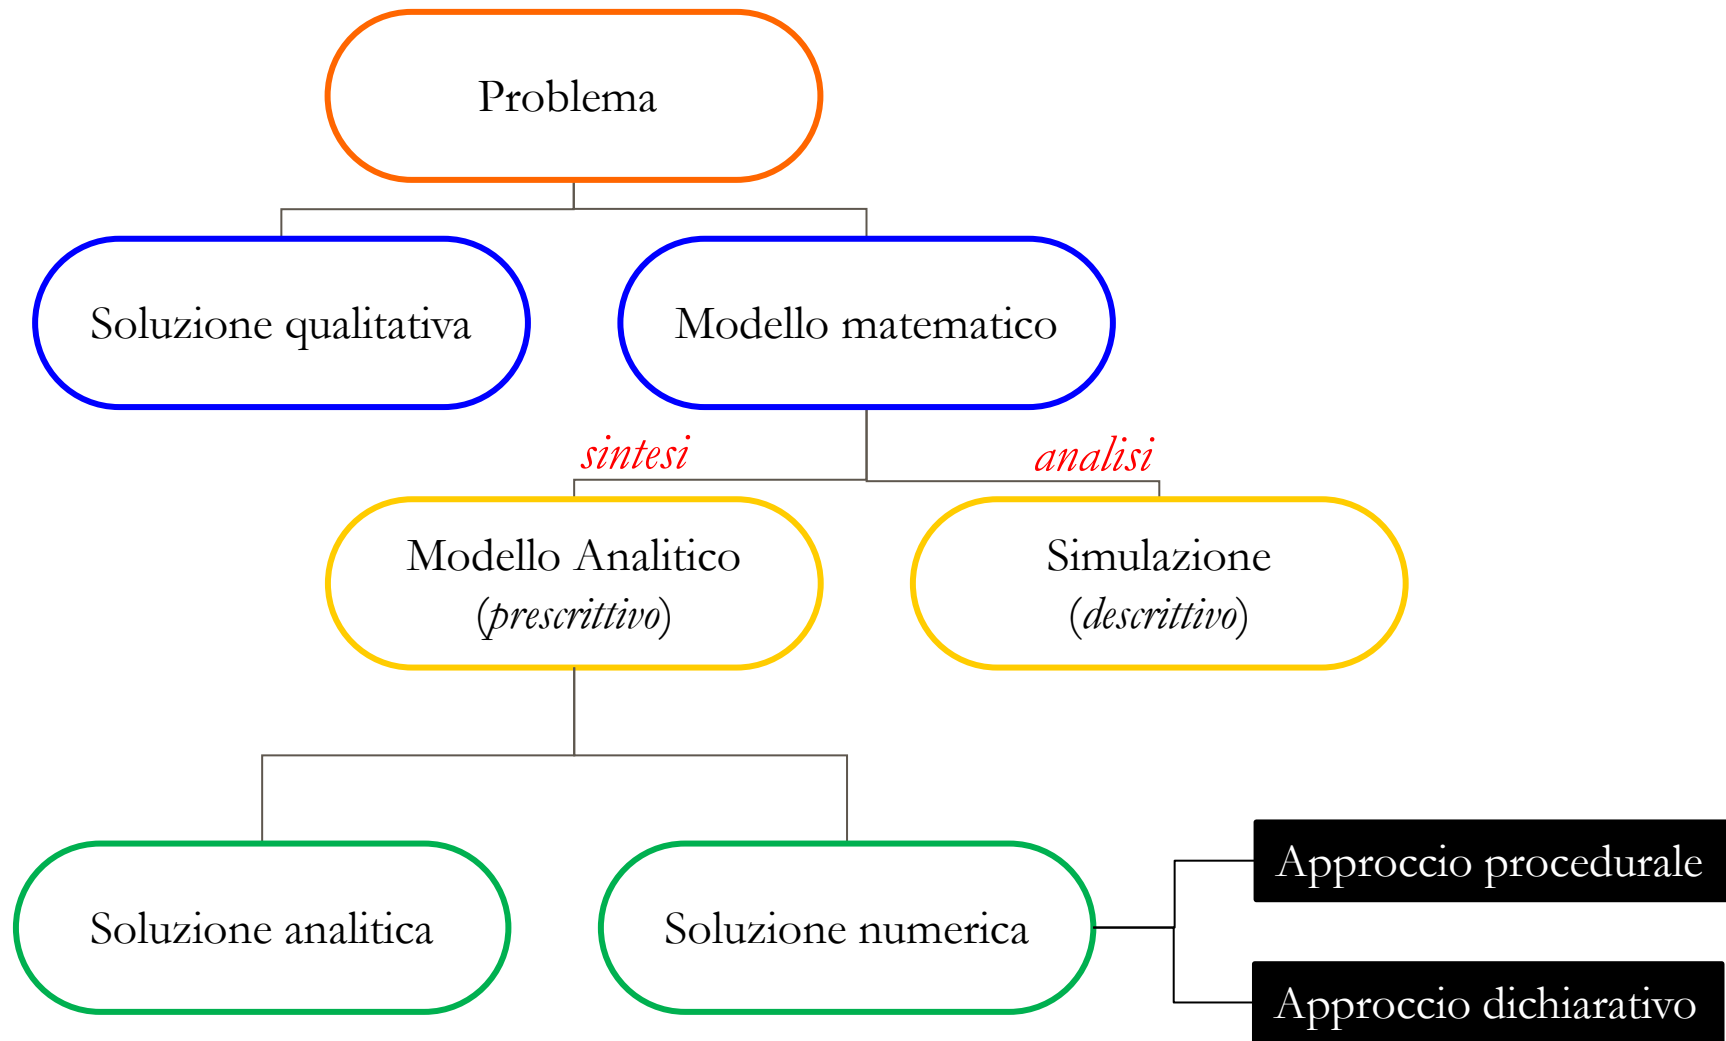 Problema
Soluzione qualitativa
Modello matematico
sintesi
analisi
Modello Analitico
(prescrittivo)
Simulazione
(descrittivo)
Soluzione analitica
Soluzione numerica
Approccio procedurale
Approccio dichiarativo